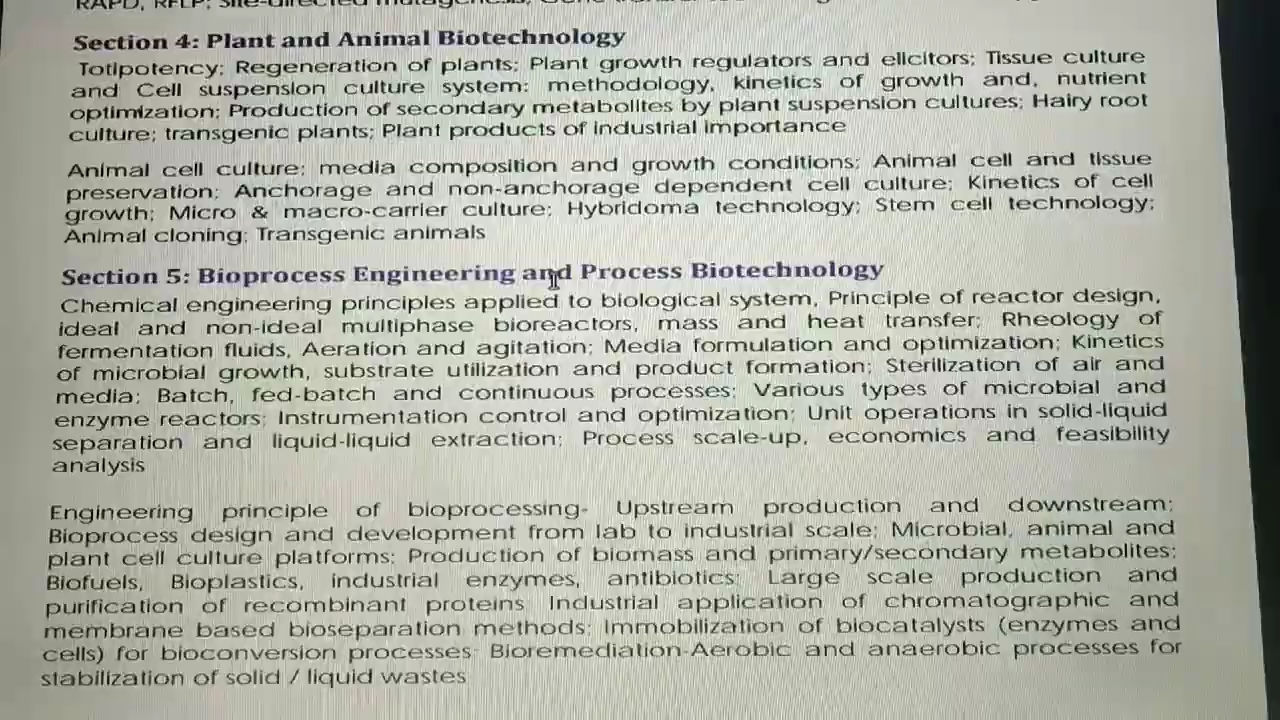 RAPD, RFLP; Site-directed mutagenesis;
Section 4: Plant and Animal Biotechnology
Totipotency; Regeneration of plants; Plant growth regulators and elicitors; Tissue culture
and Cell suspension culture system: methodology, kinetics of growth and, nutrient
optimization; Production of secondary metabolites by plant suspension cultures; Hairy root
culture; transgenic plants; Plant products of industrial importance
Animal cell culture; media composition and growth conditions; Animal cell and tissue
preservation; Anchorage and non-anchorage dependent cell culture; Kinetics of cell
growth; Micro & macro-carrier culture; Hybridoma technology; Stem cell technology;
Animal cloning; Transgenic animals
Section 5: Bioprocess Engineering and Process Biotechnology
Chemical engineering principles applied to biological system, Principle of reactor design,
ideal and non-ideal multiphase bioreactors, mass and heat transfer; Rheology of
fermentation fluids, Aeration and agitation; Media formulation and optimization; Kinetics
of microbial growth, substrate utilization and product formation; Sterilization of air and
media; Batch, fed-batch and continuous processes; Various types of microbial and
enzyme reactors; Instrumentation control and optimization; Unit operations in solid-liquid
separation and liquid-liquid extraction; Process scale-up, economics and feasibility
analysis
Engineering principle of bioprocessing- Upstream production and downstream;
Bioprocess design and development from lab to industrial scale; Microbial, animal and
plant cell culture platforms; Production of biomass and primary/secondary metabolites;
Biofuels, Bioplastics, industrial enzymes, antibiotics; Large scale production and
purification of recombinant proteins Industrial application of chromatographic and
membrane based bioseparation methods; Immobilization of biocatalysts (enzymes and
cells) for bioconversion processes; Bioremediation-Aerobic and anaerobic processes for
stabilization of solid / liquid wastes